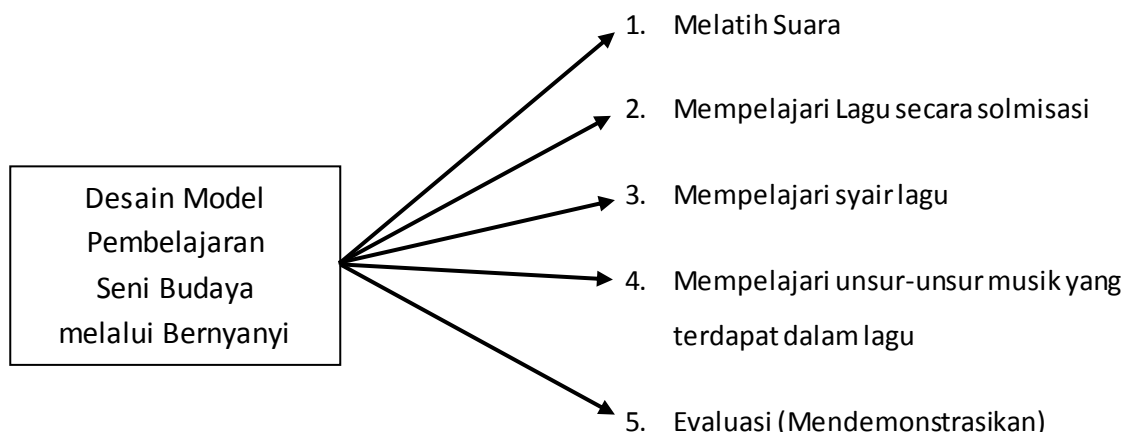 Desain Model
Pembelajaran
Seni Budaya
melalui Bernyanyi
1. Melatih Suara
2. Mempelajari Lagu secara solmisasi
3. Mempelajari syair lagu
4. Mempelajari unsur-unsur musik yang
terdapat dalam lagu
5. Evaluasi (Mendemonstrasikan)